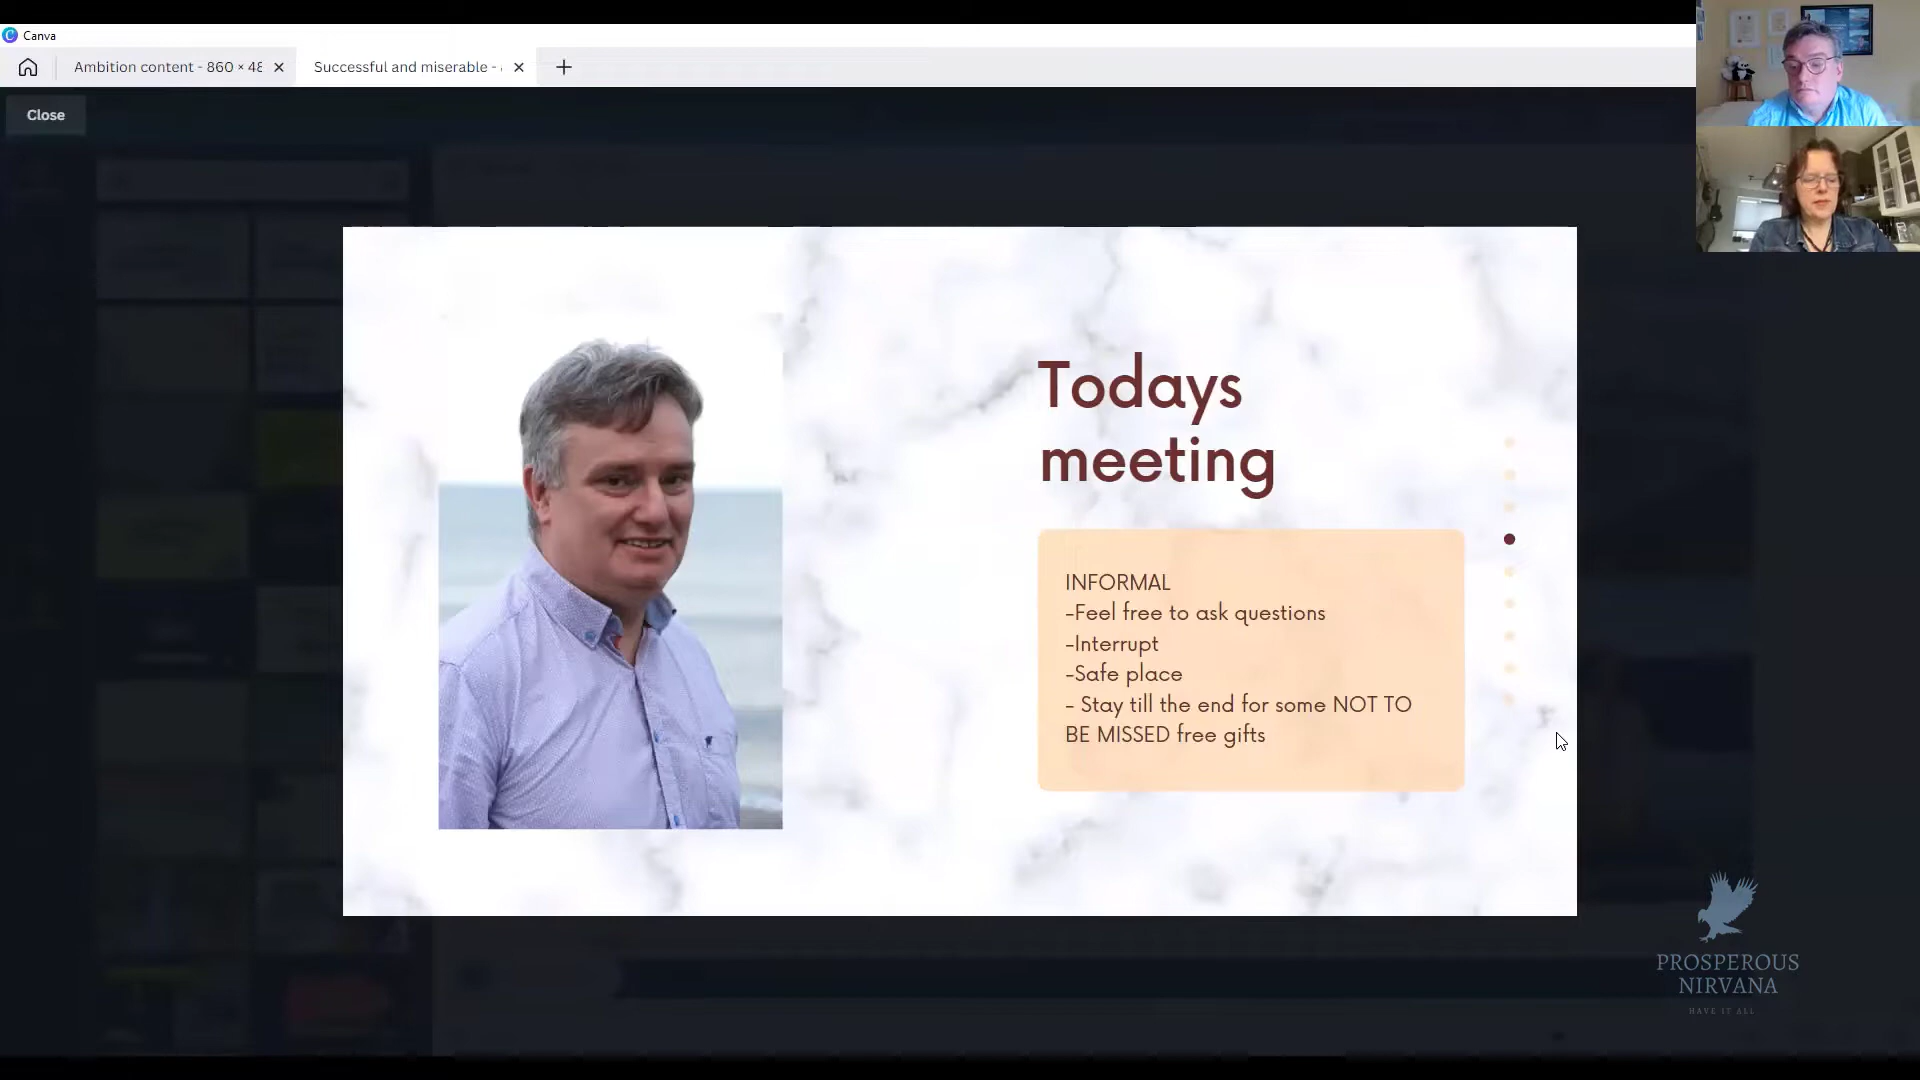 Canva
Ambition content - 860 × 48
Successful and miserable -
Close
Todays
meeting
INFORMAL
-Feel free to ask questions
-Interrupt
-Safe place
- Stay till the end for some NOT TO
BE MISSED free gifts
PROSPEROUS
NIRVANA
HAVE IT ALL